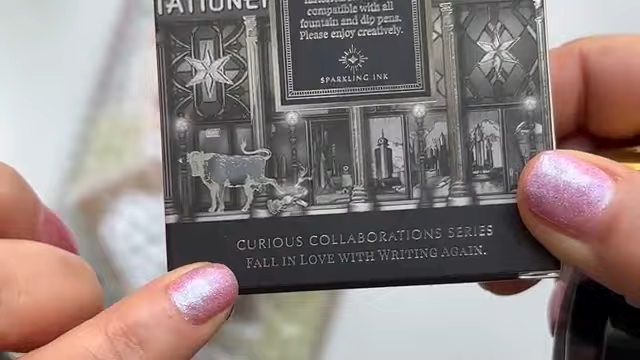 compatible with all
fountain and dip pens.
Please enjoy creatively.
SPARKLING INK
CURIOUS COLLABORATIONS SERIES
FALL IN LOVE WITH WRITING AGAIN.